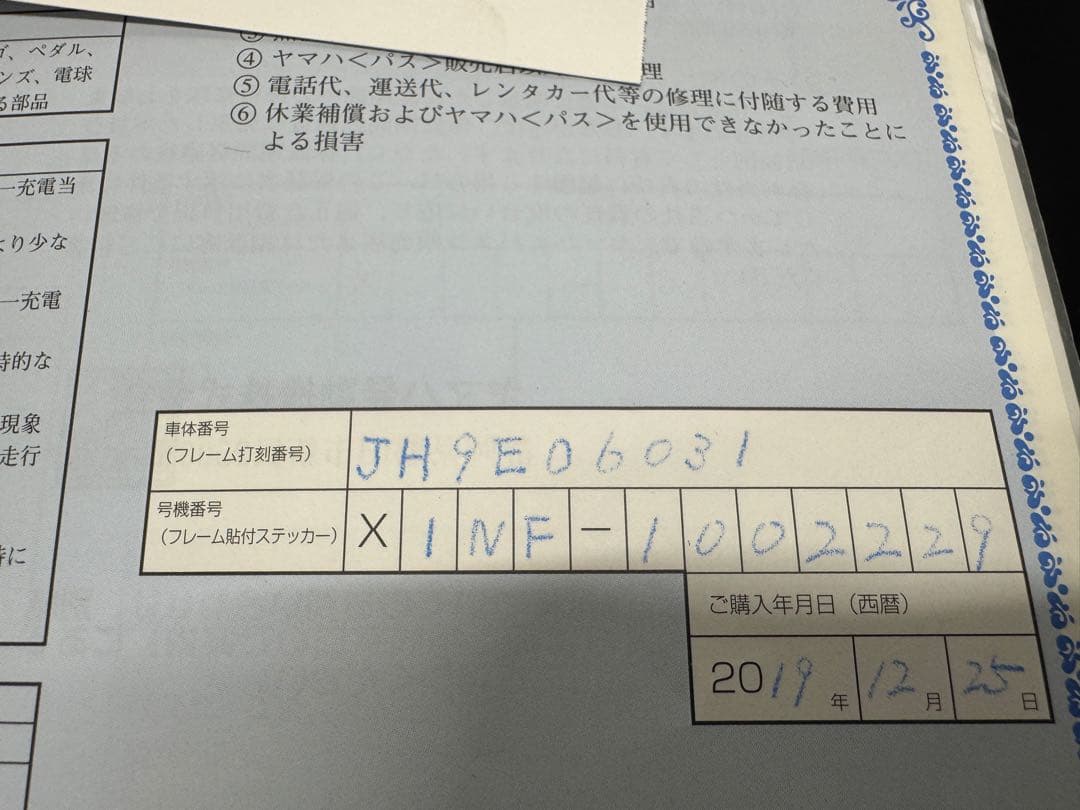 ゴ、ペダル、
ンズ、電球
る部品
一充電当
より少な
一充電
時的な
現象
走行
特に
④ ヤマハ＜パス＞販売店
理
⑤ 電話代、運送代、レンタカー代等の修理に付随する費用
⑥ 休業補償およびヤマハ＜パス＞を使用できなかったことに
よる損害
車体番号
（フレーム打刻番号）
JH9E06031
号機番号
（フレーム貼付ステッカー）
X1NF-1002229
ご購入年月日（西暦）
2019年 12月 25日